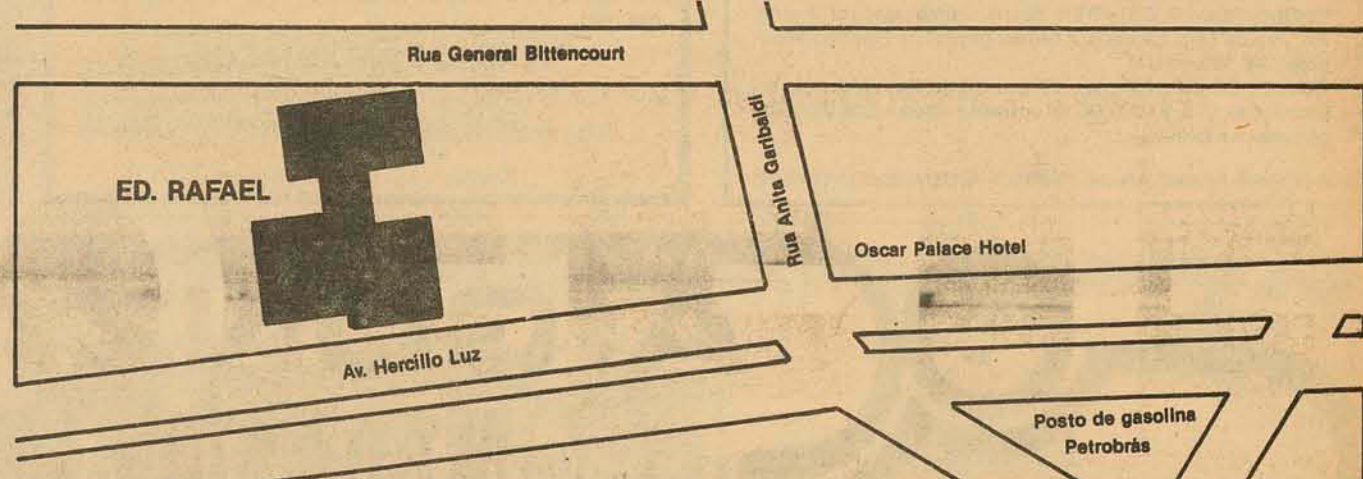 Rua General Bittencourt
ED. RAFAEL
Rua Anita Garibaldi
Oscar Palace Hotel
Av. Hercilio Luz
Posto de gasolina
Petrobrás